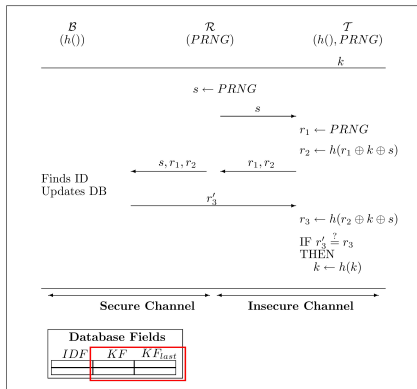 B R T
(h()) (PRNG) (h(), PRNG)
k
s ← PRNG
s
r₁ ← PRNG
r₂ ← h(r₁ ⊕ k ⊕ s)
s, r₁, r₂ r₁, r₂
Finds ID
Updates DB
r′₃
r₃ ← h(r₂ ⊕ k ⊕ s)
IF r′₃ ≟ r₃
THEN
k ← h(k)
Secure Channel Insecure Channel
Database Fields
IDF KF KF_last